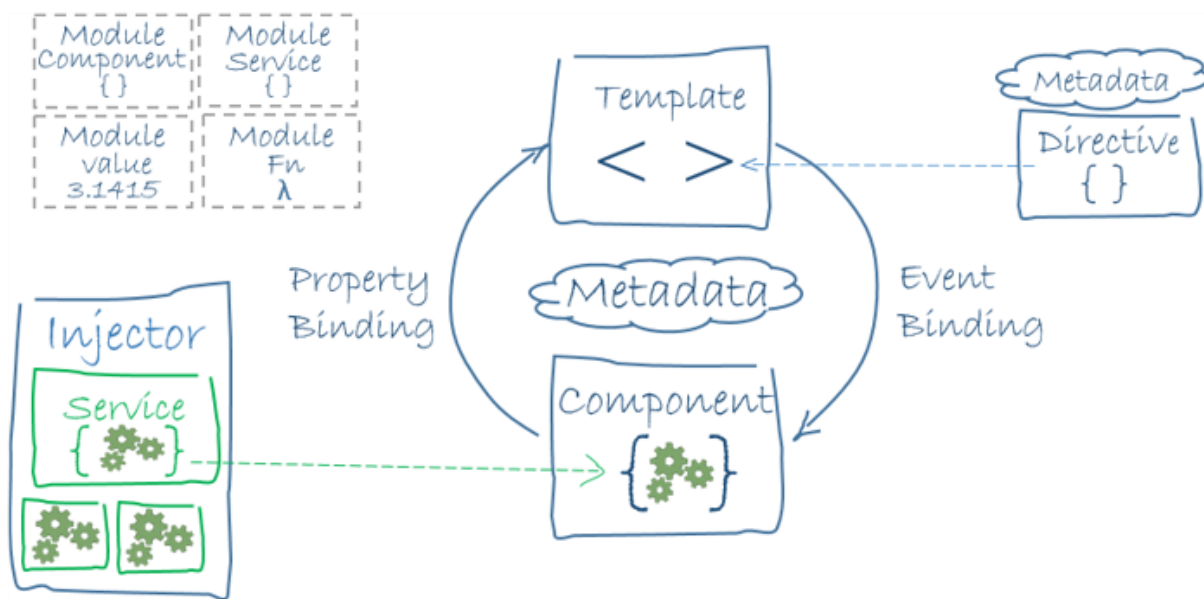 Module
Component
{ }
Module
Service
{ }
Module
value
3.1415
Module
Fn
λ
Template
< >
Metadata
Directive
{ }
Property
Binding
Metadata
Event
Binding
Injector
Service
{ }
Component
{ }